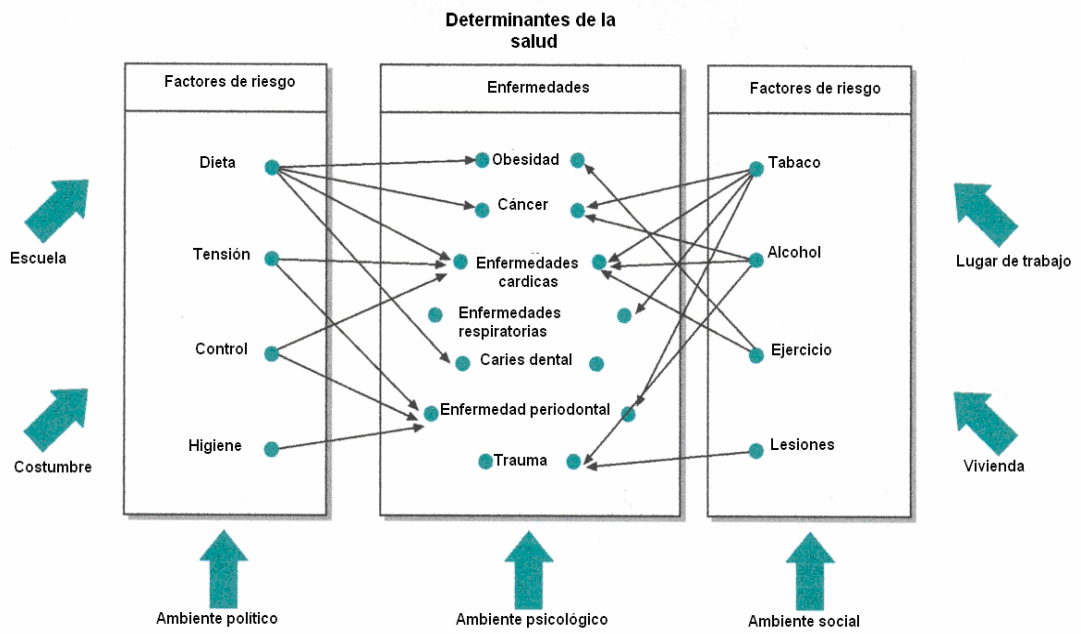 Determinantes de la
salud
Factores de riesgo
Enfermedades
Factores de riesgo
Dieta
Tensión
Control
Higiene
Obesidad
Cáncer
Enfermedades
cardicas
Enfermedades
respiratorias
Caries dental
Enfermedad periodontal
Trauma
Tabaco
Alcohol
Ejercicio
Lesiones
Escuela
Costumbre
Lugar de trabajo
Vivienda
Ambiente político
Ambiente psicológico
Ambiente social